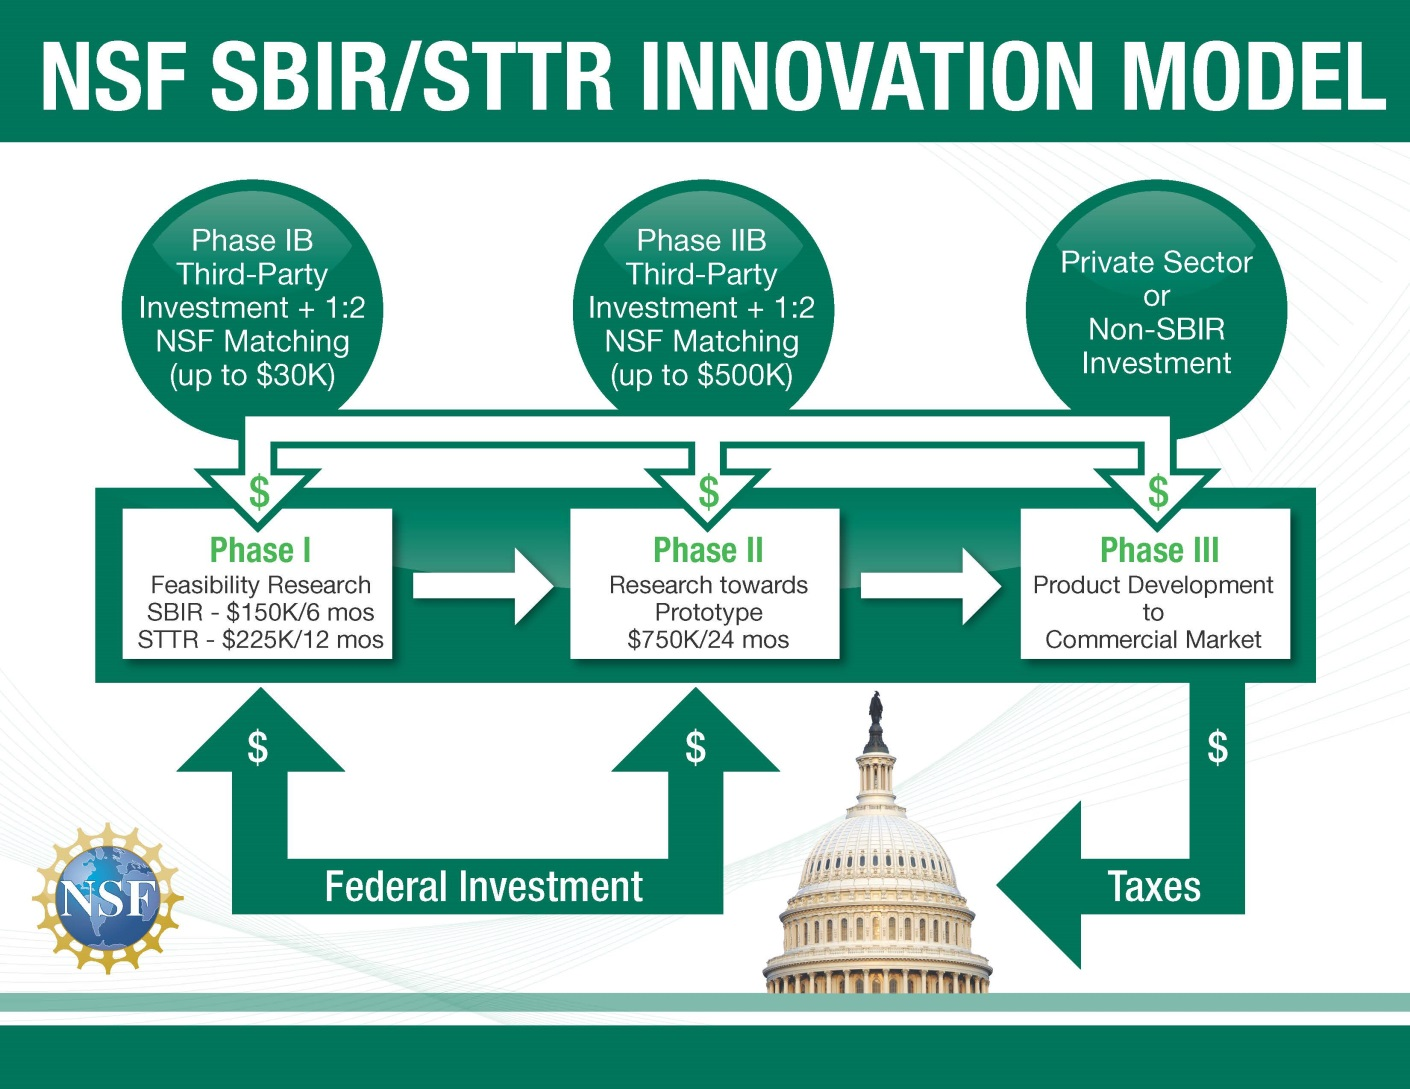 NSF SBIR/STTR INNOVATION MODEL
Phase IB
Third-Party
Investment + 1:2
NSF Matching
(up to $30K)
Phase IIB
Third-Party
Investment + 1:2
NSF Matching
(up to $500K)
Private Sector
or
Non-SBIR
Investment
$
$
$
Phase I
Feasibility Research
SBIR - $150K/6 mos
STTR - $225K/12 mos
Phase II
Research towards
Prototype
$750K/24 mos
Phase III
Product Development
to
Commercial Market
$
$
$
Federal Investment
Taxes
NSF